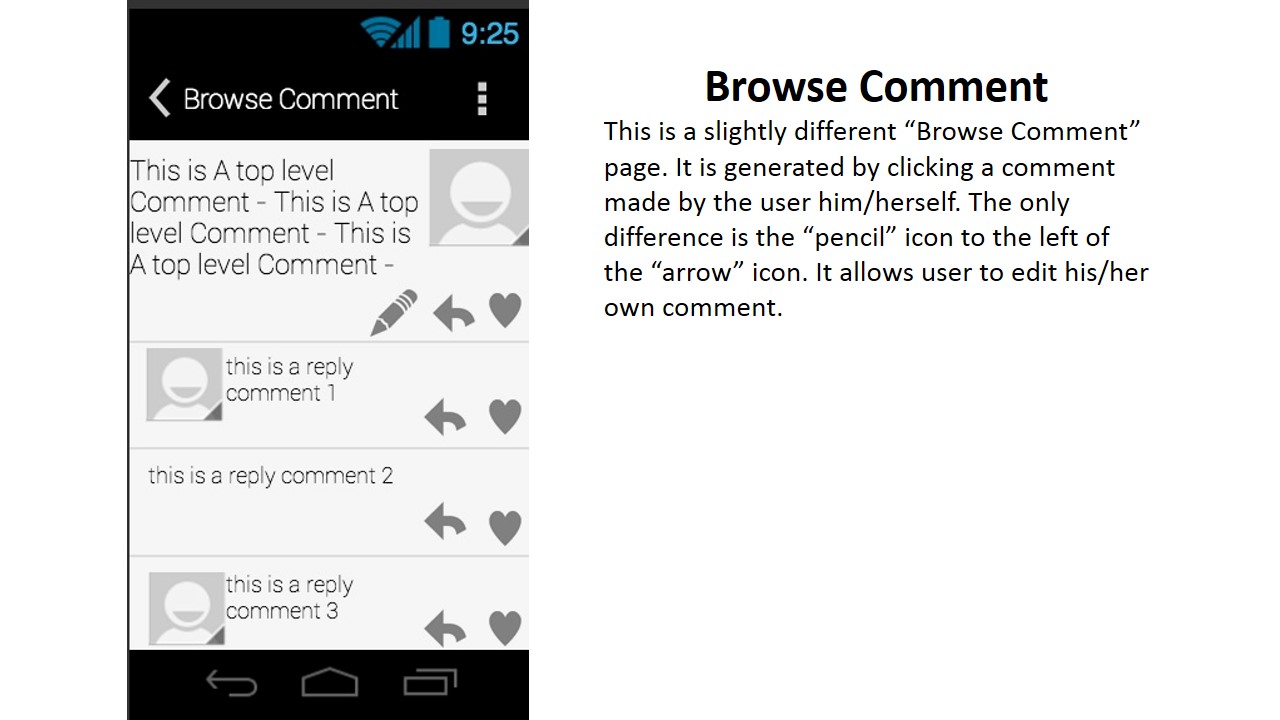 9:25
Browse Comment
This is A top level
Comment - This is A top
level Comment - This is
A top level Comment -
this is a reply
comment 1
this is a reply comment 2
this is a reply
comment 3
Browse Comment
This is a slightly different “Browse Comment”
page. It is generated by clicking a comment
made by the user him/herself. The only
difference is the “pencil” icon to the left of
the “arrow” icon. It allows user to edit his/her
own comment.